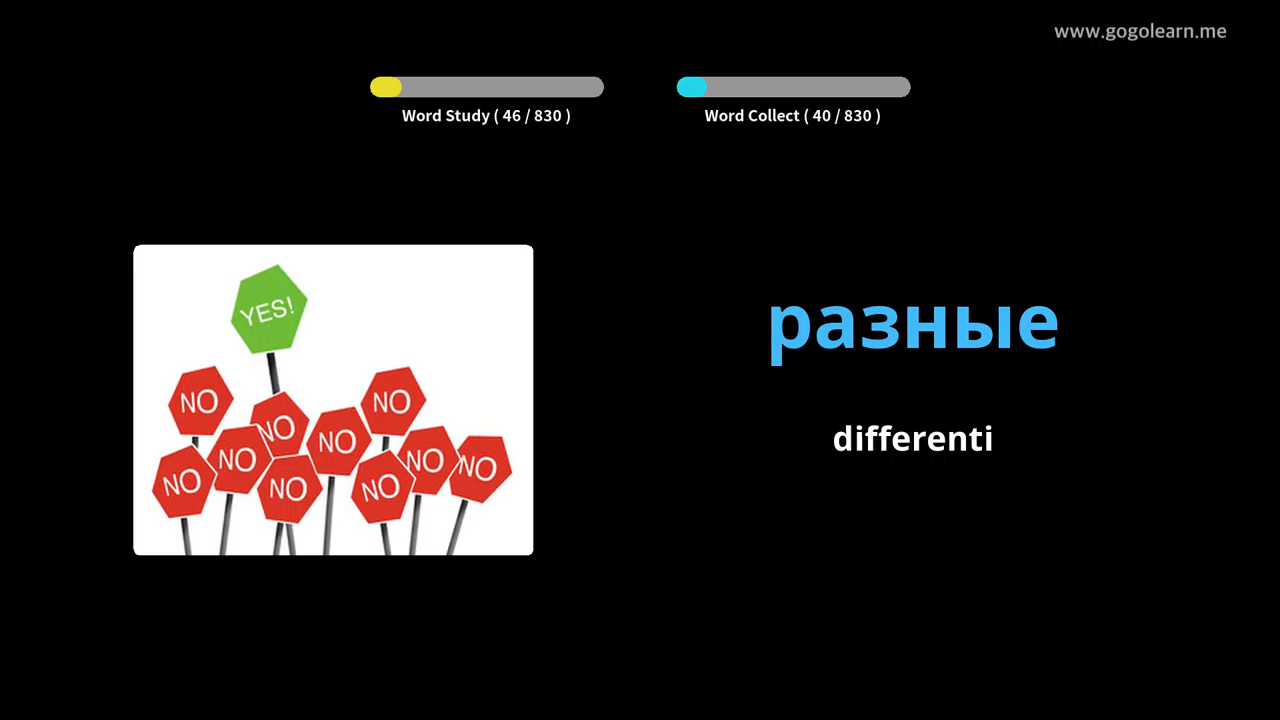 www.gogolearn.me
Word Study ( 46 / 830 )
Word Collect ( 40 / 830 )
YES!
NO
NO
NO
NO
NO
NO
NO
NO
NO
NO
разные
differenti